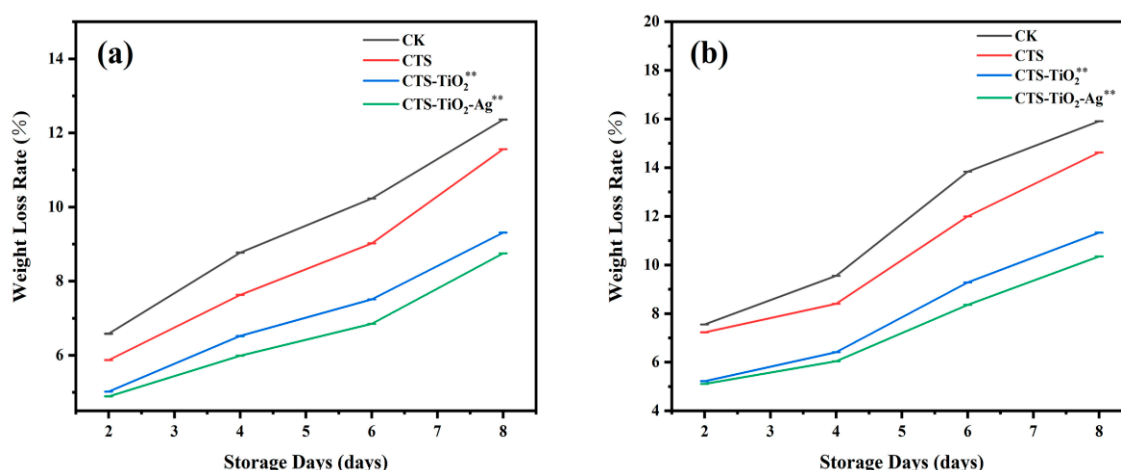 (a)
CK
CTS
CTS-TiO₂**
CTS-TiO₂-Ag**
Weight Loss Rate (%)
14
12
10
8
6
2 3 4 5 6 7 8
Storage Days (days)
(b)
CK
CTS
CTS-TiO₂**
CTS-TiO₂-Ag**
Weight Loss Rate (%)
20
18
16
14
12
10
8
6
4
2 3 4 5 6 7 8
Storage Days (days)